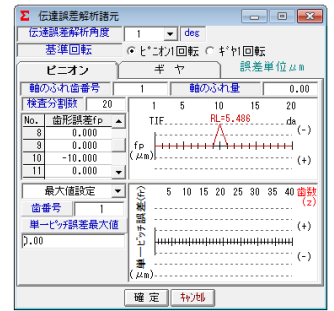 Σ 伝達誤差解析諸元
伝達誤差解析角度 1 deg
基準回転 ピニオン回転 ギヤ回転
ピニオン ギヤ 誤差単位μm
軸のふれ歯番号 1 軸のふれ量 0.00
検査分割数 20
No. 歯形誤差fp
8 0.000
9 0.000
10 -10.000
11 0.000
1 5 10 15 20
TIF RL=5.486 da
(-)
fp
(μm)
(+)
最大値設定
歯番号 1
単一ピッチ誤差最大値
0.00
5 10 15 20 25 30 35 40 歯数
(z)
単一ピッチ誤差(fr)
(+)
(-)
(μm)
確定 キャンセル